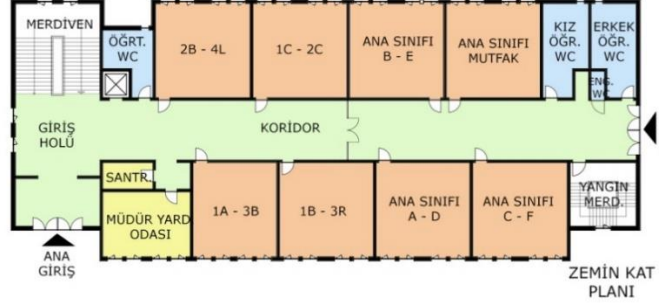 MERDİVEN
ÖĞRT.
WC
2B - 4L
1C - 2C
ANA SINIFI
B - E
ANA SINIFI
MUTFAK
KIZ
ÖĞR.
WC
ERKEK
ÖĞR.
WC
ENG.
WC
GİRİŞ
HOLÜ
KORİDOR
SANTR.
MÜDÜR YARD
ODASI
1A - 3B
1B - 3R
ANA SINIFI
A - D
ANA SINIFI
C - F
YANGIN
MERD.
ANA
GİRİŞ
ZEMİN KAT
PLANI